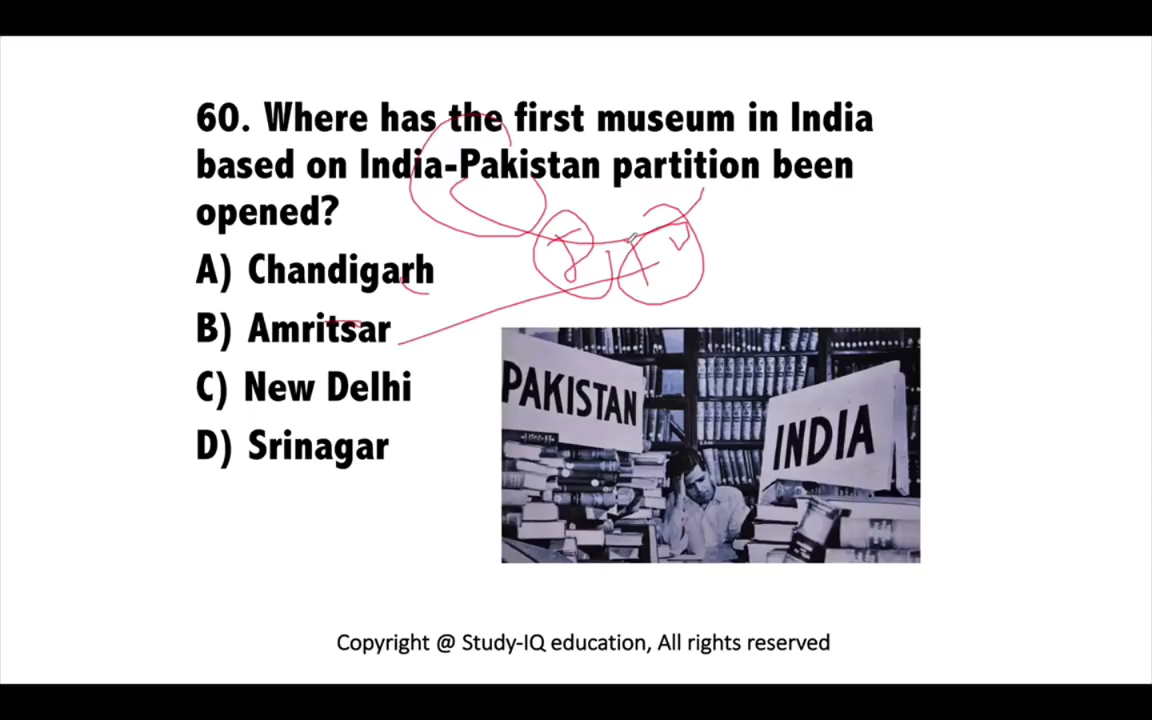 60. Where has the first museum in India
based on India-Pakistan partition been
opened?
A) Chandigarh
B) Amritsar
C) New Delhi
D) Srinagar
PAKISTAN
INDIA
Copyright @ Study-IQ education, All rights reserved